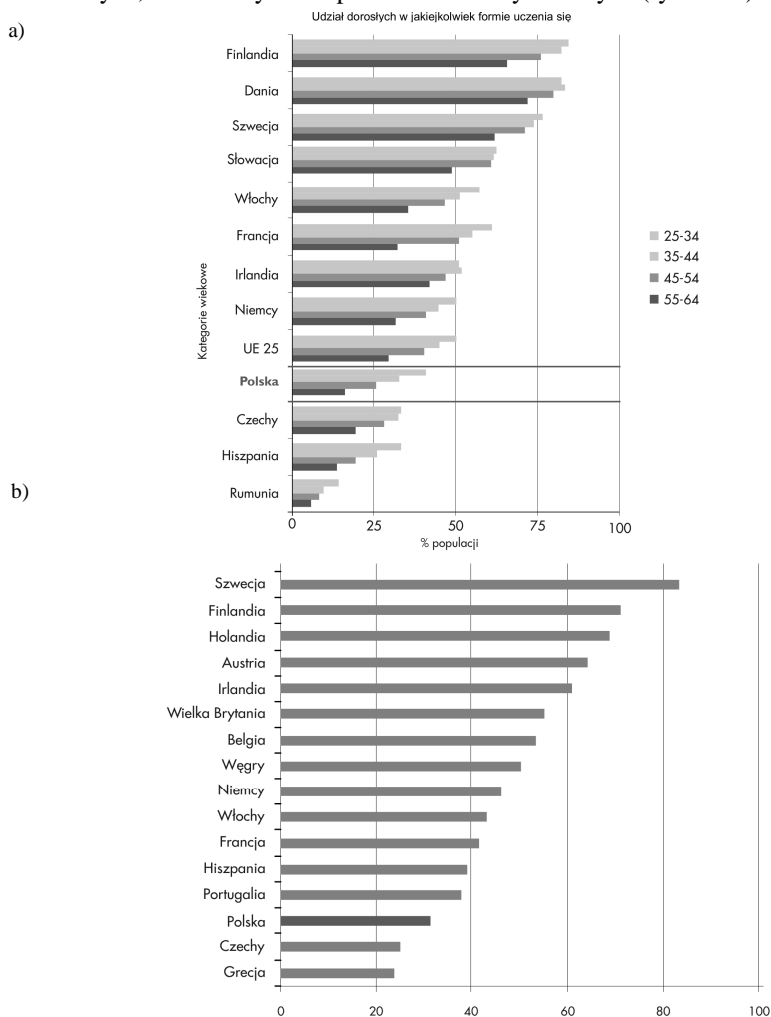 Udział dorosłych w jakiejkolwiek formie uczenia się
a)
Finlandia
Dania
Szwecja
Słowacja
Włochy
Francja
Irlandia
Niemcy
UE 25
Polska
Czechy
Hiszpania
Rumunia
Kategorie wiekowe
25-34
35-44
45-54
55-64
0 25 50 75 100
% populacji
b)
Szwecja
Finlandia
Holandia
Austria
Irlandia
Wielka Brytania
Belgia
Węgry
Niemcy
Włochy
Francja
Hiszpania
Portugalia
Polska
Czechy
Grecja
0 20 40 60 80 100